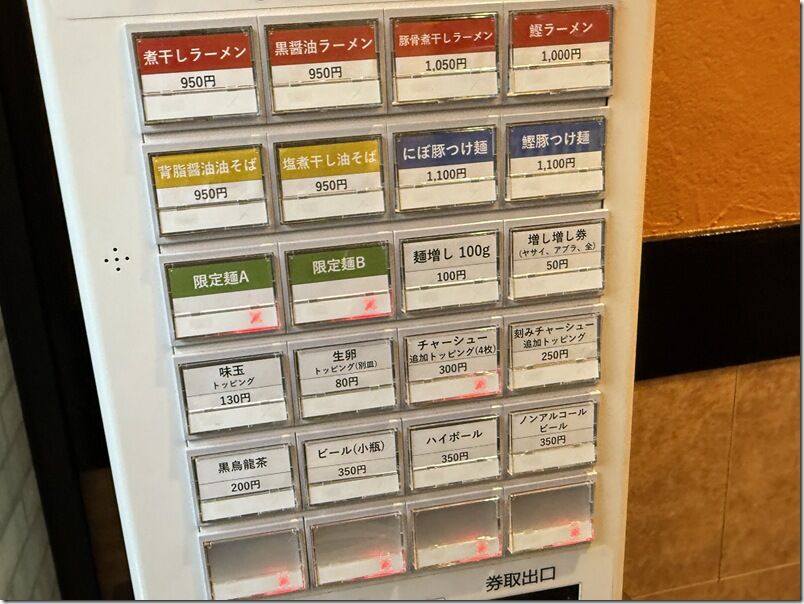 煮干しラーメン
950円
黒醤油ラーメン
950円
豚骨煮干しラーメン
1,050円
鰹ラーメン
1,000円
背脂醤油油そば
950円
塩煮干し油そば
950円
にぼ豚つけ麺
1,100円
鰹豚つけ麺
1,100円
限定麺A
限定麺B
麺増し 100g
100円
増し増し券
(ヤサイ、アブラ、全)
50円
味玉
トッピング
130円
生卵
トッピング(別皿)
80円
チャーシュー
追加トッピング(4枚)
300円
刻みチャーシュー
追加トッピング
250円
黒烏龍茶
200円
ビール(小瓶)
350円
ハイボール
350円
ノンアルコール
ビール
350円
券取出口